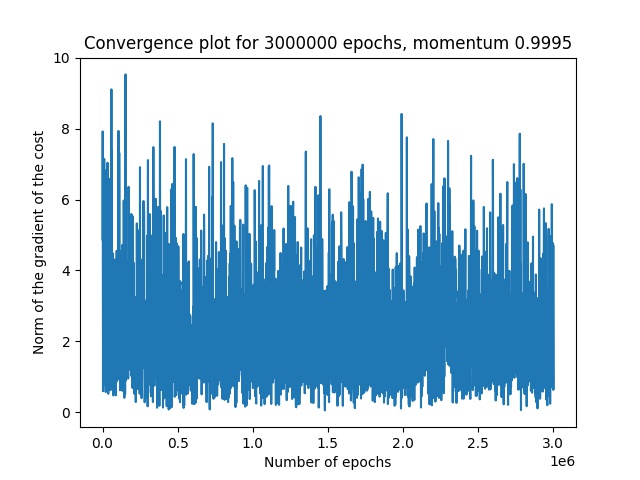 Convergence plot for 3000000 epochs, momentum 0.9995
10
8
6
4
2
0
Norm of the gradient of the cost
0.0 0.5 1.0 1.5 2.0 2.5 3.0
1e6
Number of epochs